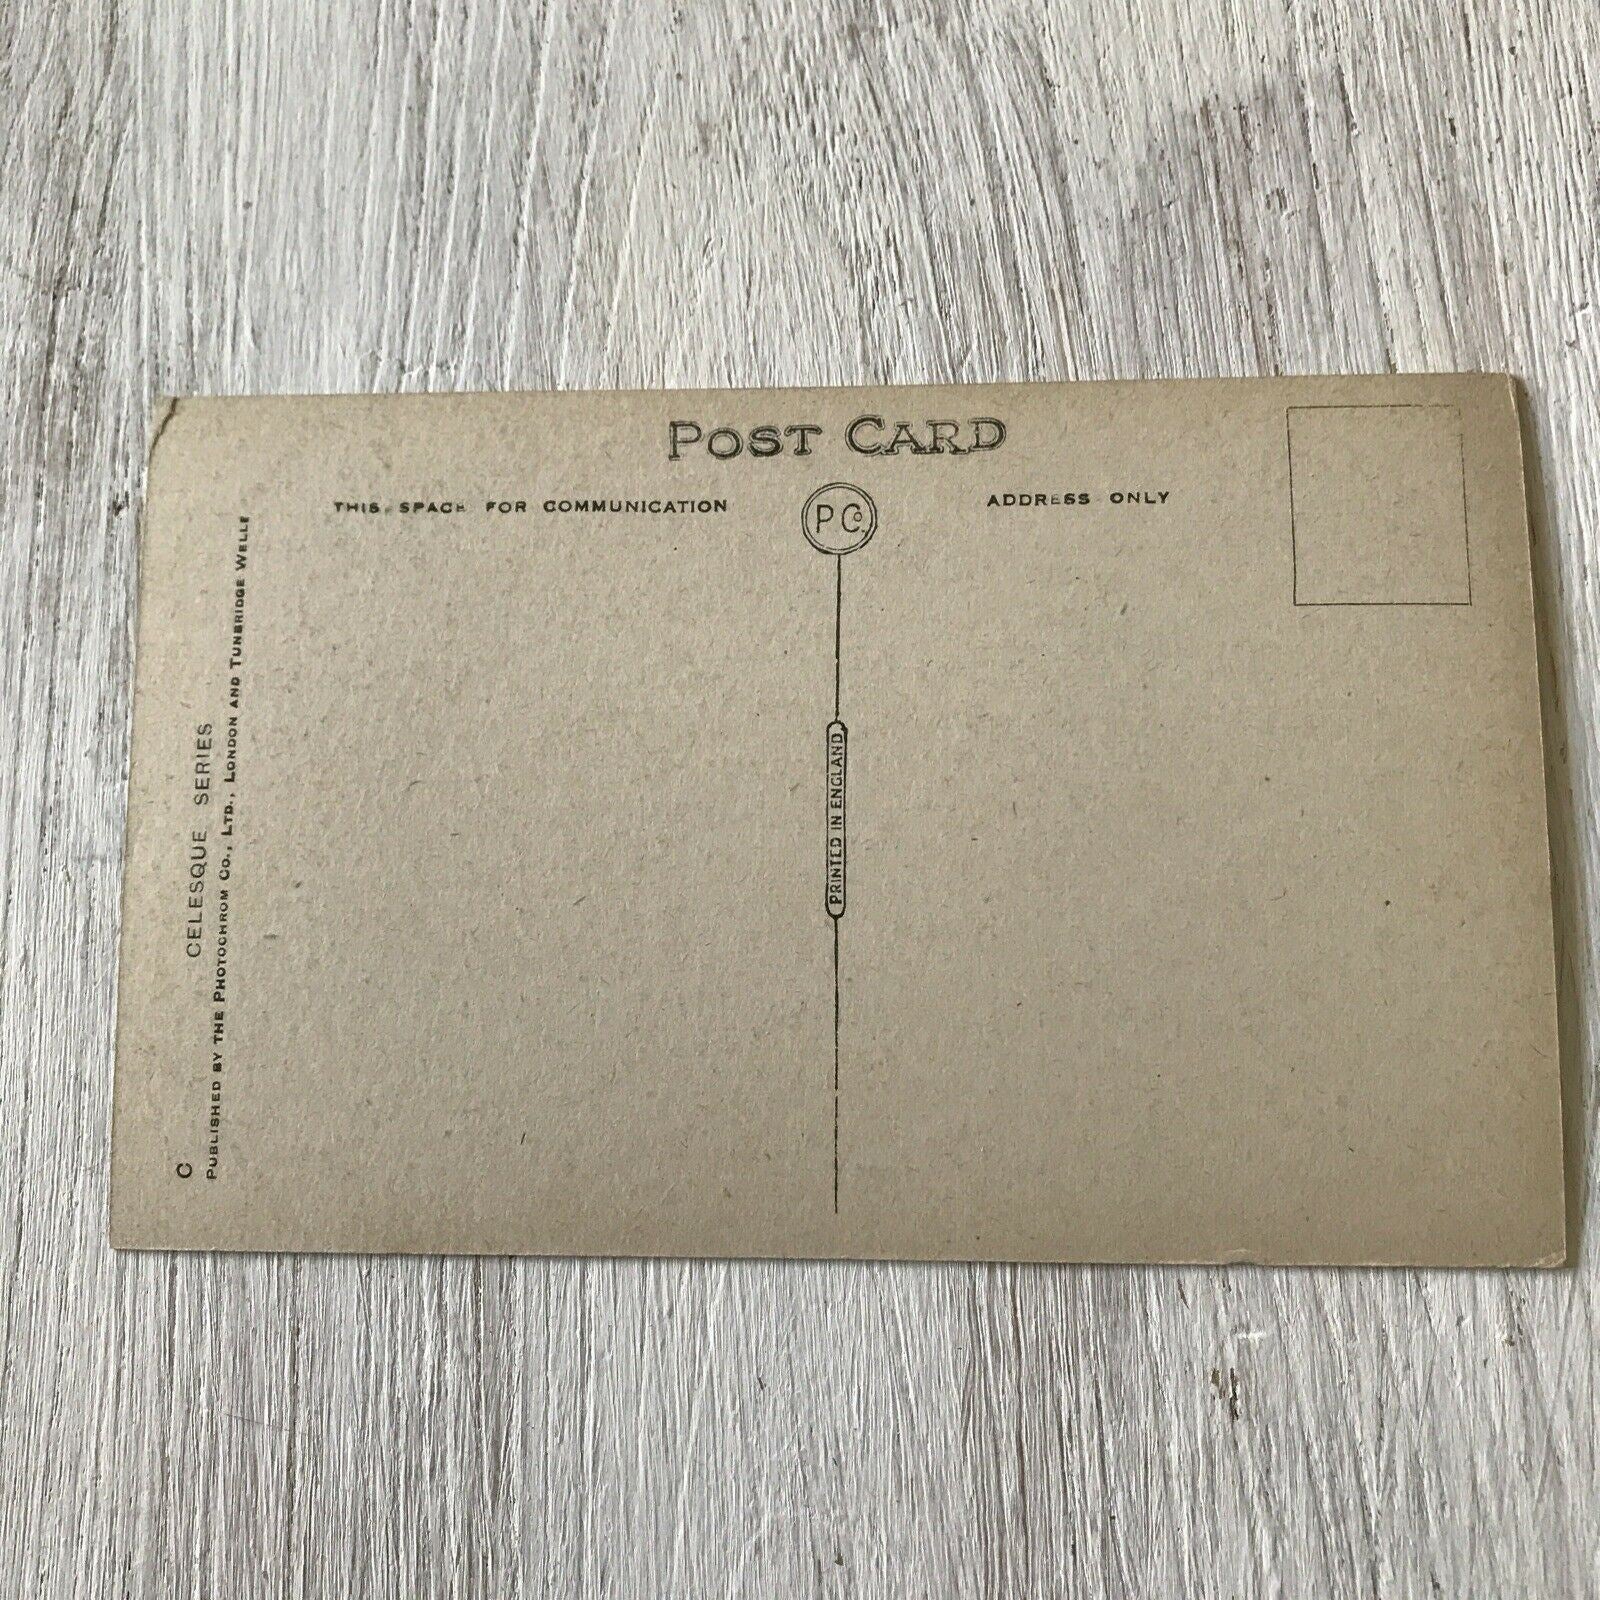 POST CARD
THIS SPACE FOR COMMUNICATION
PCo.
ADDRESS ONLY
PRINTED IN ENGLAND
C CELESQUE SERIES
PUBLISHED BY THE PHOTOCHROM CO., LTD., LONDON AND TUNBRIDGE WELLS